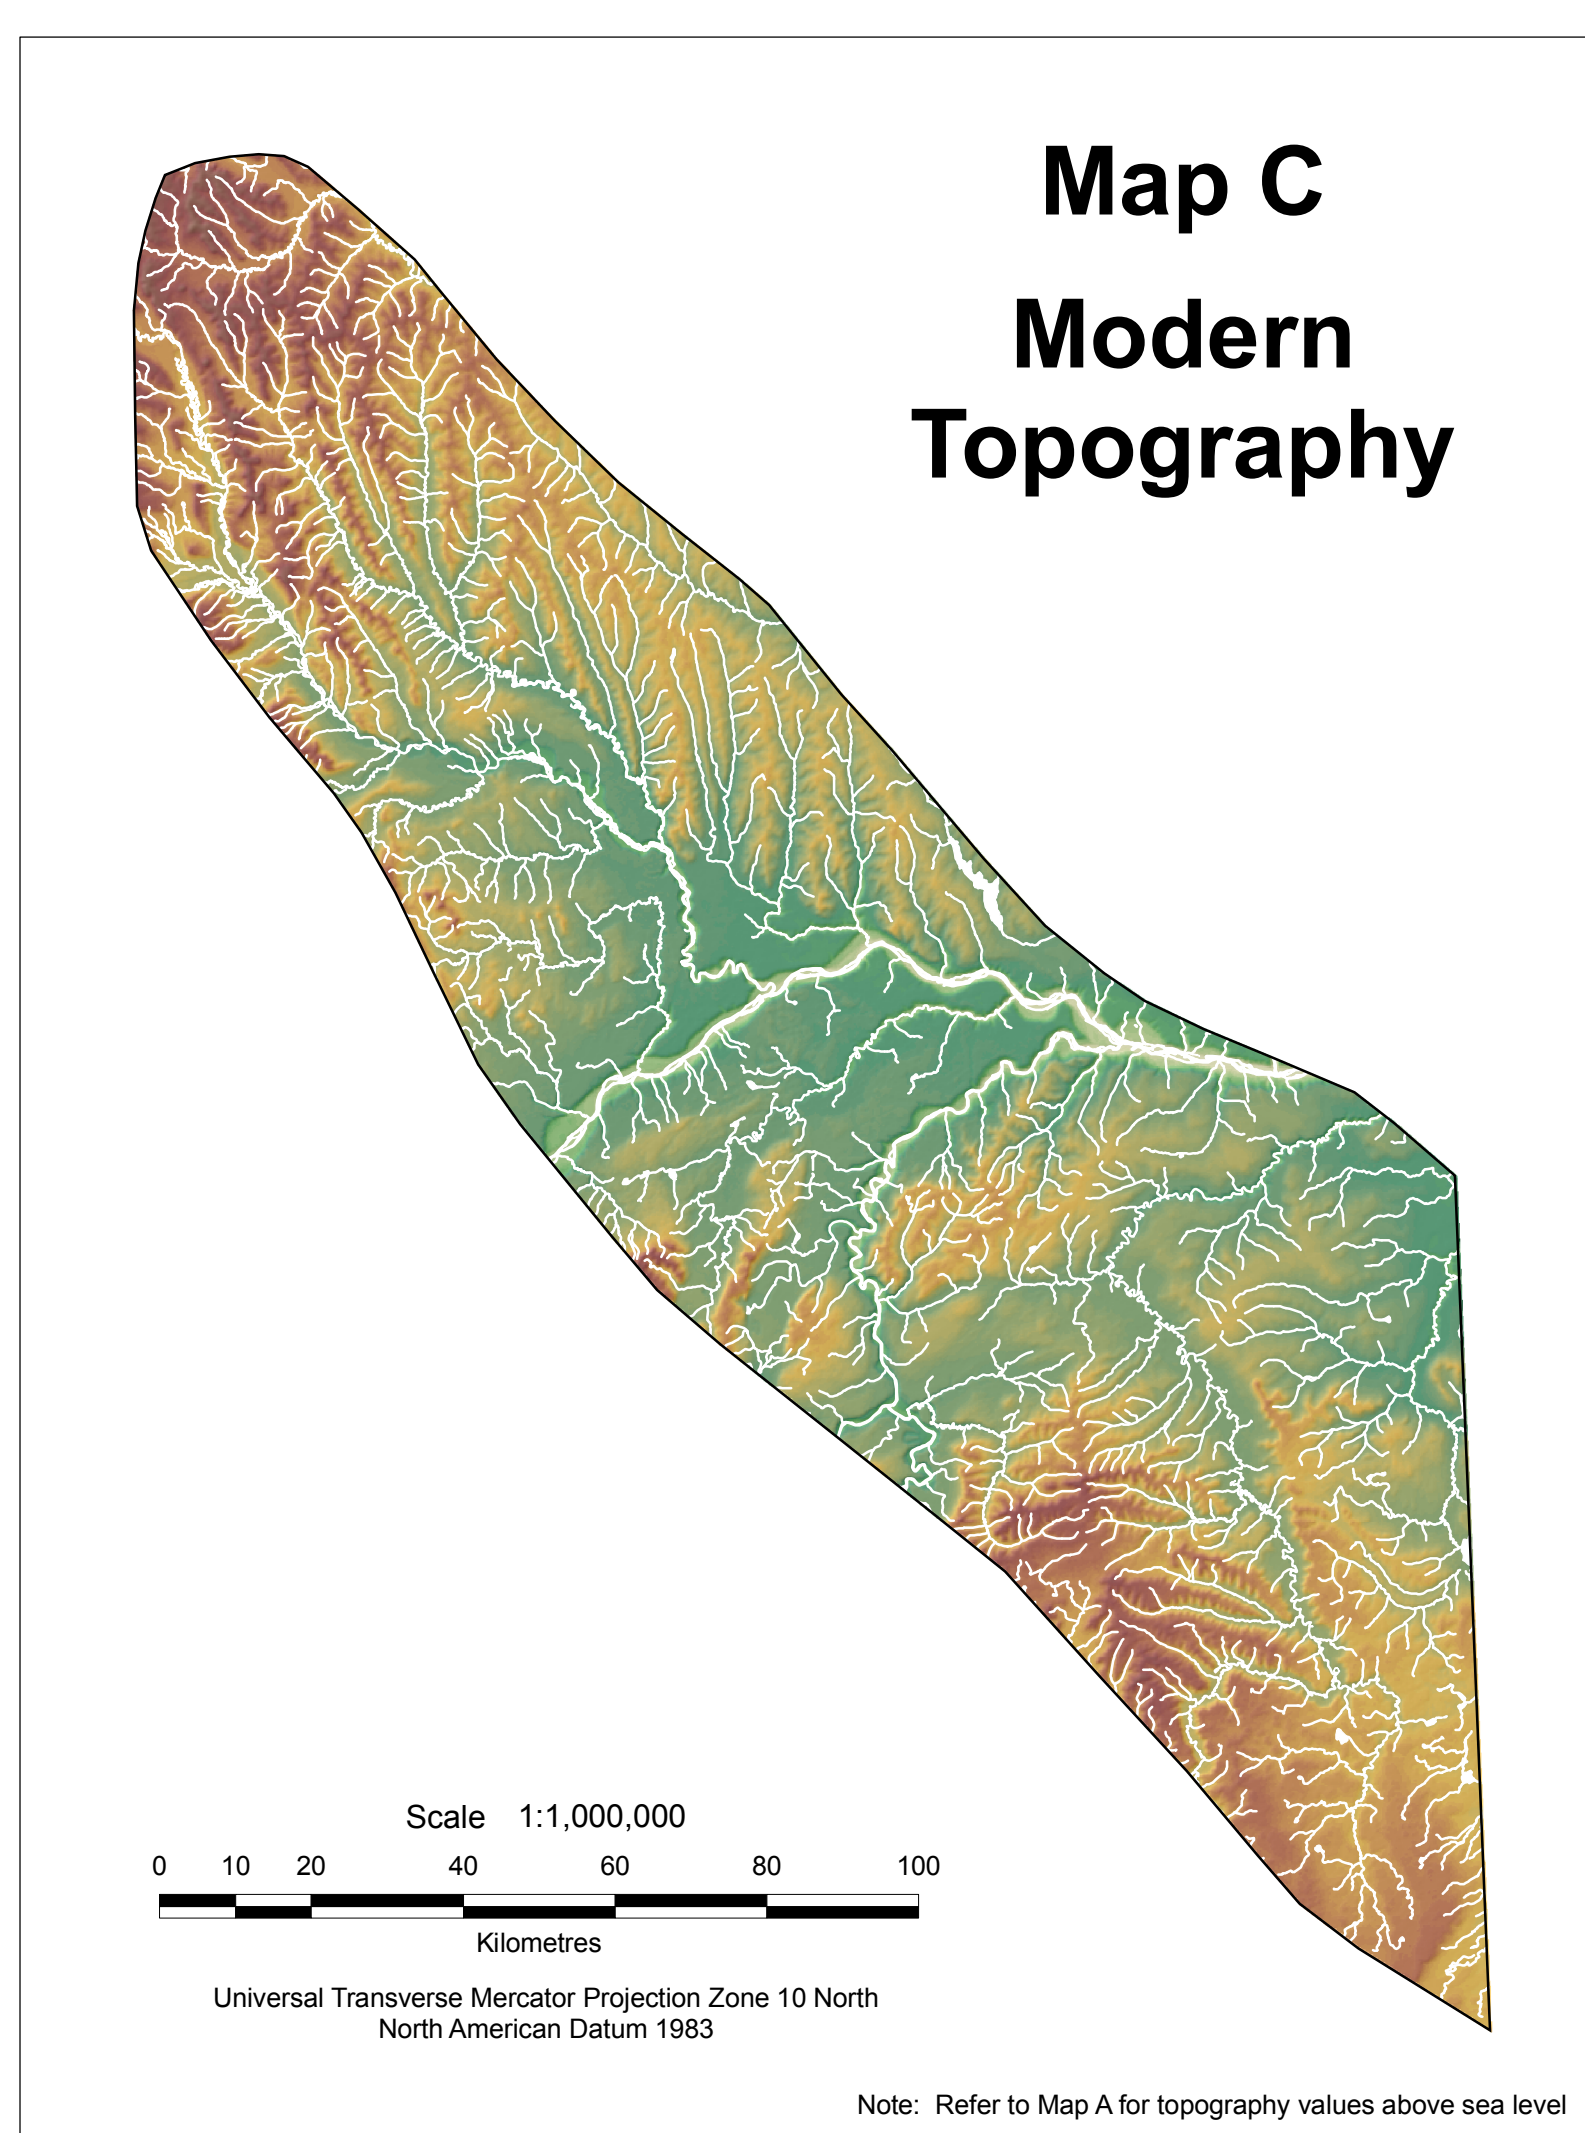 Map C
Modern
Topography
Scale 1:1,000,000
0 10 20 40 60 80 100
Kilometres
Universal Transverse Mercator Projection Zone 10 North
North American Datum 1983
Note: Refer to Map A for topography values above sea level